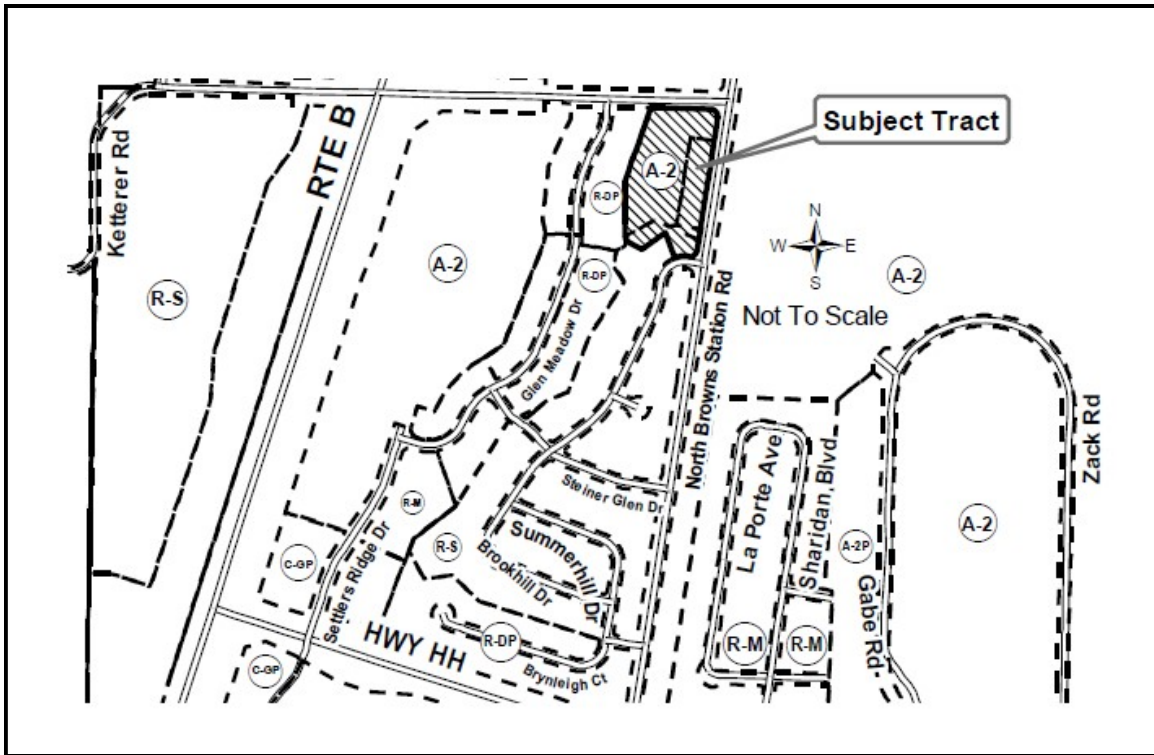 Subject Tract
Ketterer Rd
RTE B
A-2
R-DP
N
W E
S
Not To Scale
A-2
R-S
A-2
R-DP
Glen Meadow Dr
North Browns Station Rd
Zack Rd
La Porte Ave
Sharidan Blvd
Steiner Glen Dr
R-M
Summerhill Dr
A-2
R-S
A-2P
C-GP
Settlers Ridge Dr
Brookhill Dr
Gabe Rd
HWY HH
R-DP
R-M
R-M
C-GP
Brynleigh Ct